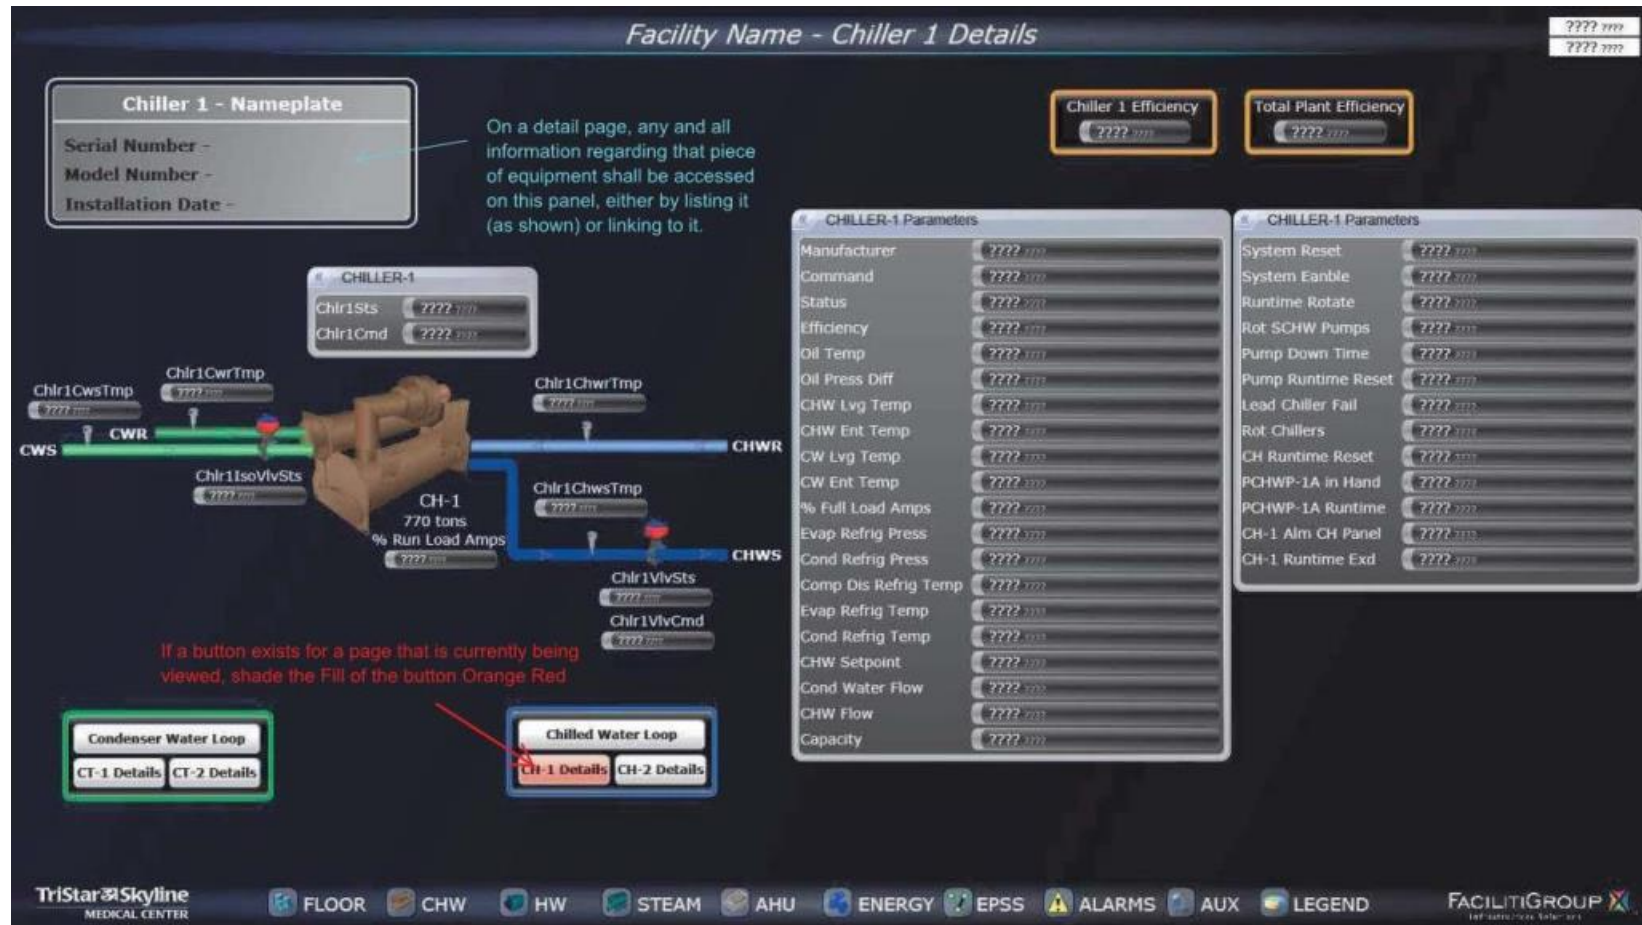 Facility Name - Chiller 1 Details
???? ????
???? ????
Chiller 1 - Nameplate
Serial Number -
Model Number -
Installation Date -
On a detail page, any and all
information regarding that piece
of equipment shall be accessed
on this panel, either by listing it
(as shown) or linking to it.
Chiller 1 Efficiency
???? ????
Total Plant Efficiency
???? ????
CHILLER-1
Chlr1Sts ???? ????
Chlr1Cmd ???? ????
Chlr1CwsTmp
???? ????
Chlr1CwrTmp
???? ????
CWR
CWS
Chlr1IsoVlvSts
???? ????
Chlr1ChwrTmp
???? ????
CHWR
CH-1
770 tons
% Run Load Amps
???? ????
Chlr1ChwsTmp
???? ????
CHWS
Chlr1VlvSts
???? ????
Chlr1VlvCmd
???? ????
CHILLER-1 Parameters
Manufacturer ???? ????
Command ???? ????
Status ???? ????
Efficiency ???? ????
Oil Temp ???? ????
Oil Press Diff ???? ????
CHW Lvg Temp ???? ????
CHW Ent Temp ???? ????
CW Lvg Temp ???? ????
CW Ent Temp ???? ????
% Full Load Amps ???? ????
Evap Refrig Press ???? ????
Cond Refrig Press ???? ????
Comp Dis Refrig Temp ???? ????
Evap Refrig Temp ???? ????
Cond Refrig Temp ???? ????
CHW Setpoint ???? ????
Cond Water Flow ???? ????
CHW Flow ???? ????
Capacity ???? ????
CHILLER-1 Parameters
System Reset ???? ????
System Eanble ???? ????
Runtime Rotate ???? ????
Rot SCHW Pumps ???? ????
Pump Down Time ???? ????
Pump Runtime Reset ???? ????
Lead Chiller Fail ???? ????
Rot Chillers ???? ????
CH Runtime Reset ???? ????
PCHWP-1A in Hand ???? ????
PCHWP-1A Runtime ???? ????
CH-1 Alm CH Panel ???? ????
CH-1 Runtime Exd ???? ????
If a button exists for a page that is currently being
viewed, shade the Fill of the button Orange Red
Condenser Water Loop
CT-1 Details CT-2 Details
Chilled Water Loop
CH-1 Details CH-2 Details
TriStar Skyline
MEDICAL CENTER
FLOOR CHW HW STEAM AHU ENERGY EPSS ALARMS AUX LEGEND
FACILITIGROUP
Infrastructure Solutions